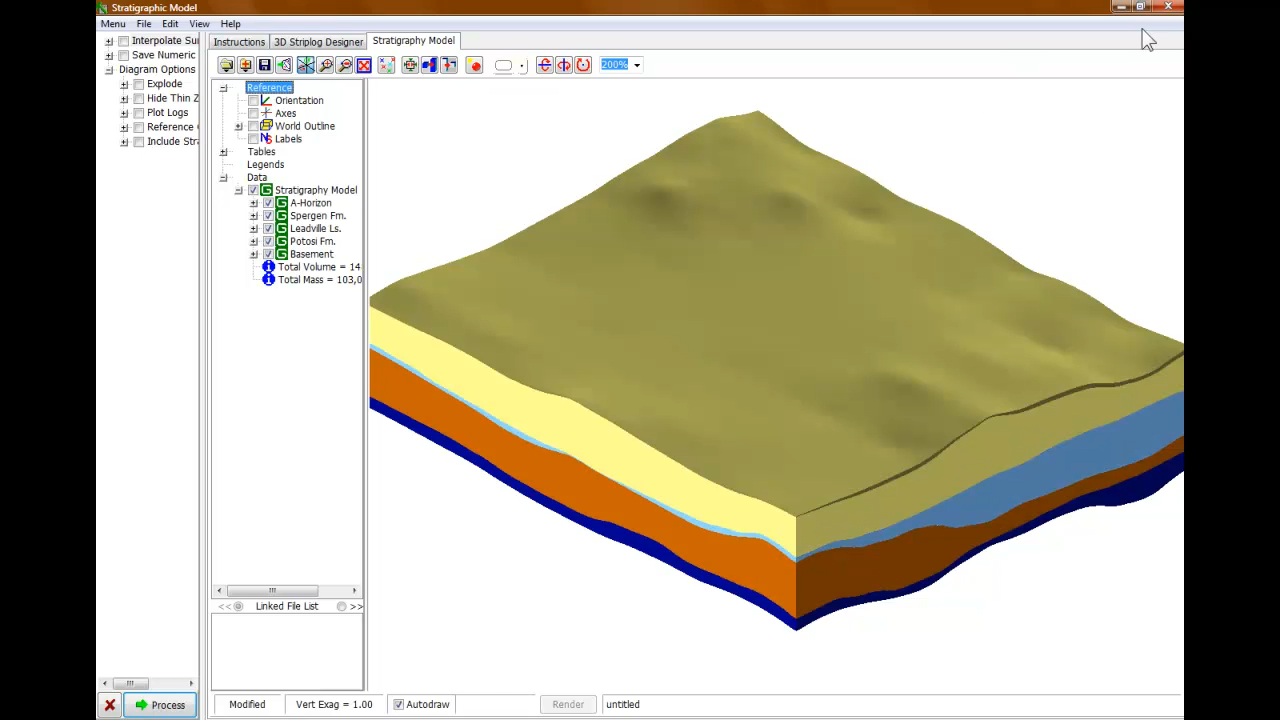 Stratigraphic Model
Menu File Edit View Help
Interpolate Su
Save Numeric
Diagram Options
Explode
Hide Thin Z
Plot Logs
Reference
Include Stra
Instructions 3D Striplog Designer Stratigraphy Model
200%
Reference
Orientation
Axes
World Outline
Labels
Tables
Legends
Data
Stratigraphy Model
A-Horizon
Spergen Fm.
Leadville Ls.
Potosi Fm.
Basement
Total Volume = 14
Total Mass = 103,0
<< Linked File List >>
Process
Modified Vert Exag = 1.00 Autodraw Render untitled